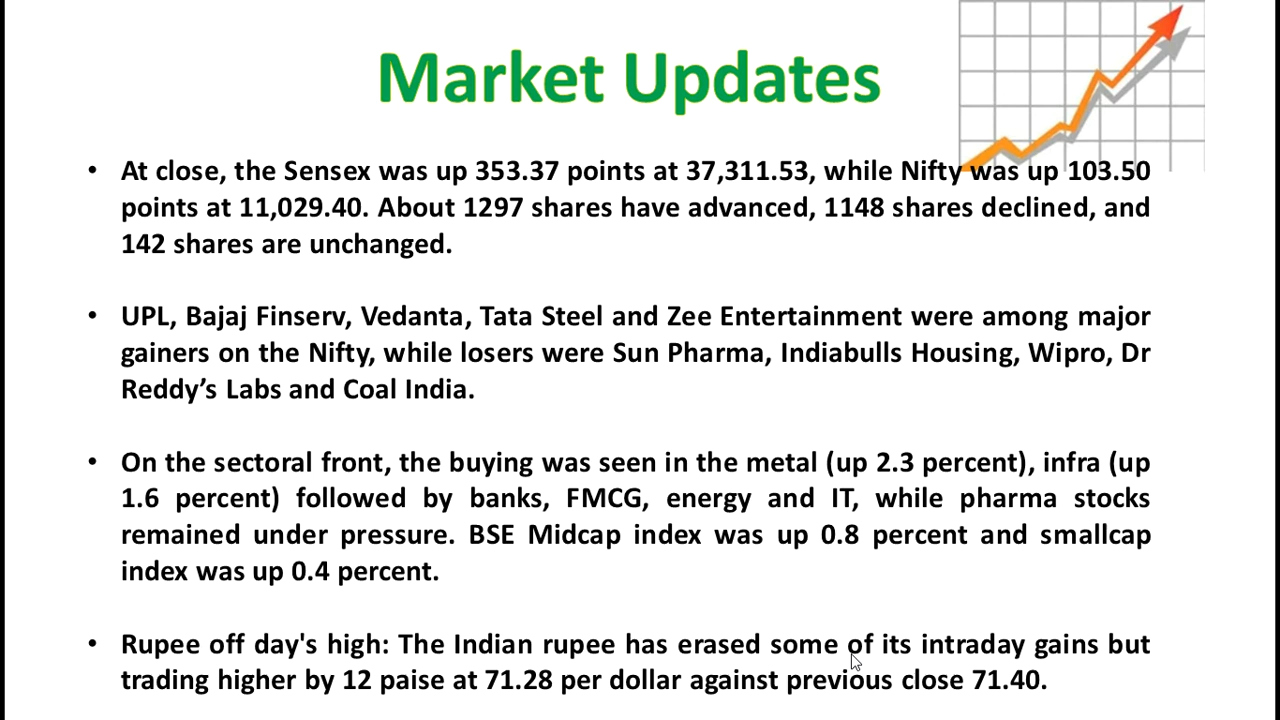 Market Updates
• At close, the Sensex was up 353.37 points at 37,311.53, while Nifty was up 103.50
points at 11,029.40. About 1297 shares have advanced, 1148 shares declined, and
142 shares are unchanged.
• UPL, Bajaj Finserv, Vedanta, Tata Steel and Zee Entertainment were among major
gainers on the Nifty, while losers were Sun Pharma, Indiabulls Housing, Wipro, Dr
Reddy’s Labs and Coal India.
• On the sectoral front, the buying was seen in the metal (up 2.3 percent), infra (up
1.6 percent) followed by banks, FMCG, energy and IT, while pharma stocks
remained under pressure. BSE Midcap index was up 0.8 percent and smallcap
index was up 0.4 percent.
• Rupee off day's high: The Indian rupee has erased some of its intraday gains but
trading higher by 12 paise at 71.28 per dollar against previous close 71.40.